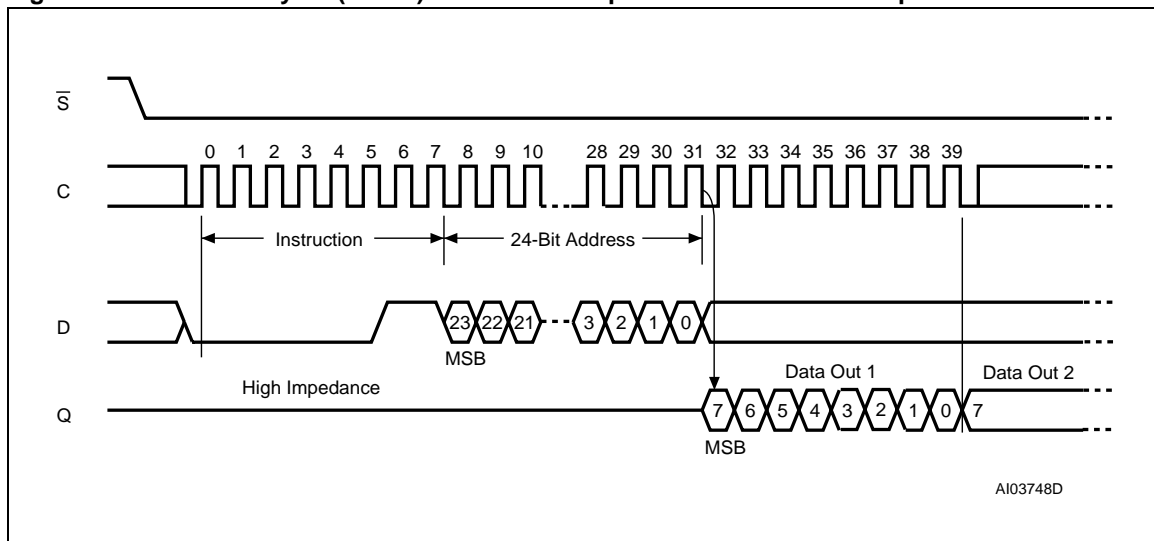 S
0 1 2 3 4 5 6 7 8 9 10 28 29 30 31 32 33 34 35 36 37 38 39
C
Instruction 24-Bit Address
D 23 22 21 3 2 1 0
MSB
High Impedance Data Out 1 Data Out 2
Q 7 6 5 4 3 2 1 0 7
MSB
AI03748D